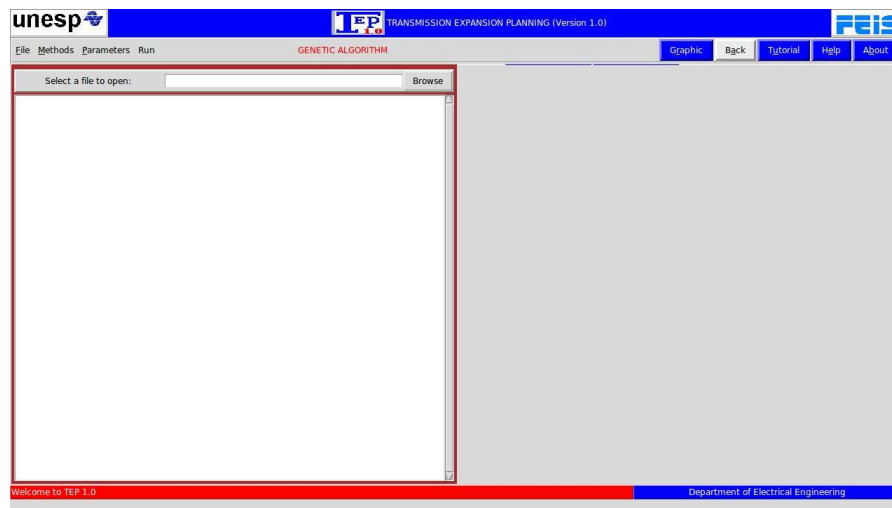 unesp
TEP 1.0 TRANSMISSION EXPANSION PLANNING (Version 1.0)
FEIS
File Methods Parameters Run GENETIC ALGORITHM Graphic Back Tutorial Help About
Select a file to open: Browse
Welcome to TEP 1.0 Department of Electrical Engineering